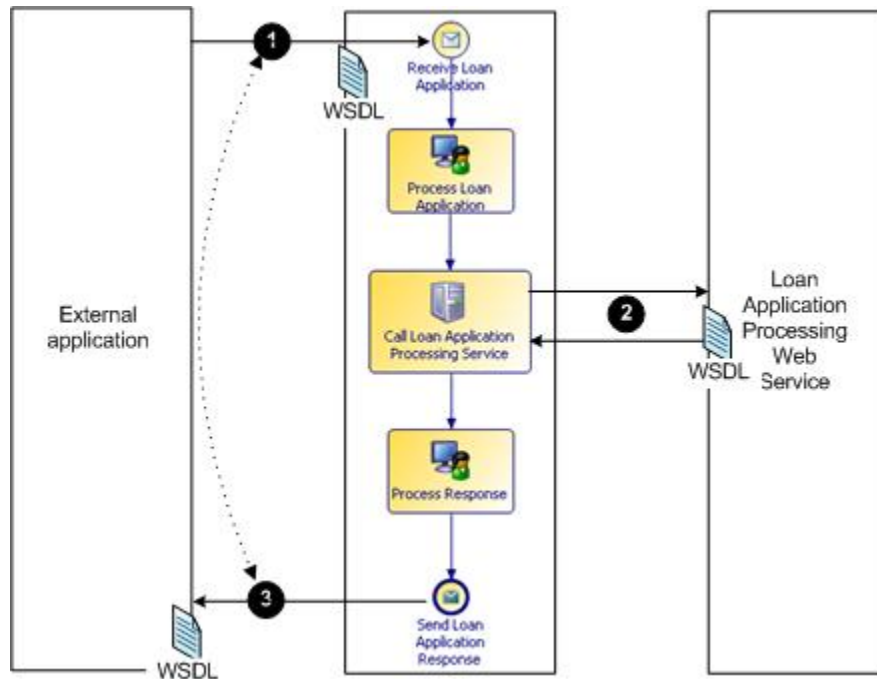 1
Receive Loan
Application
WSDL
Process Loan
Application
External
application
Call Loan Application
Processing Service
2
WSDL
Loan
Application
Processing
Web
Service
Process Response
3
WSDL
Send Loan
Application
Response